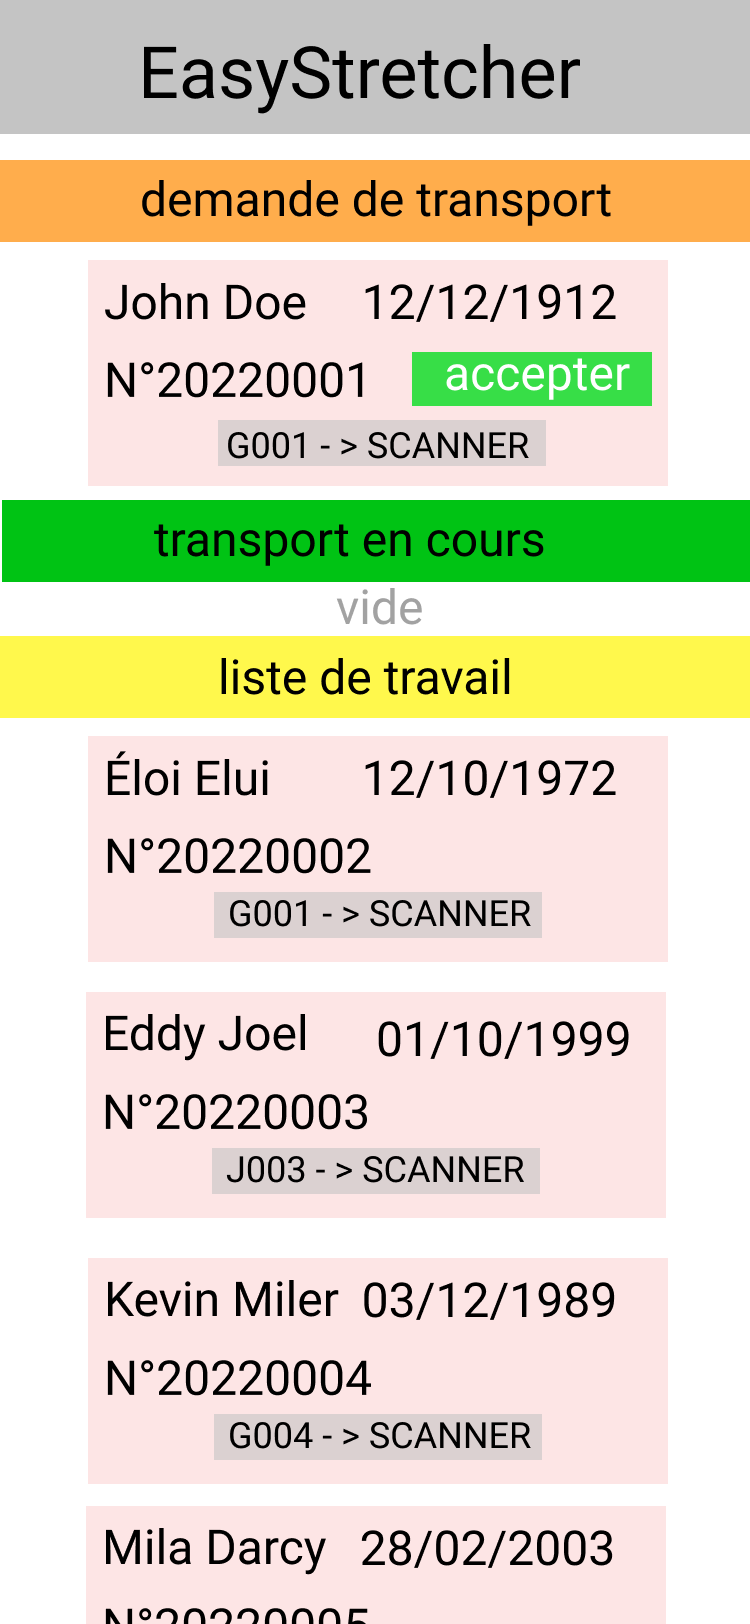 EasyStretcher
demande de transport
John Doe 12/12/1912
N°20220001 accepter
G001 - > SCANNER
transport en cours
vide
liste de travail
Éloi Elui 12/10/1972
N°20220002
G001 - > SCANNER
Eddy Joel 01/10/1999
N°20220003
J003 - > SCANNER
Kevin Miler 03/12/1989
N°20220004
G004 - > SCANNER
Mila Darcy 28/02/2003
N°20220005